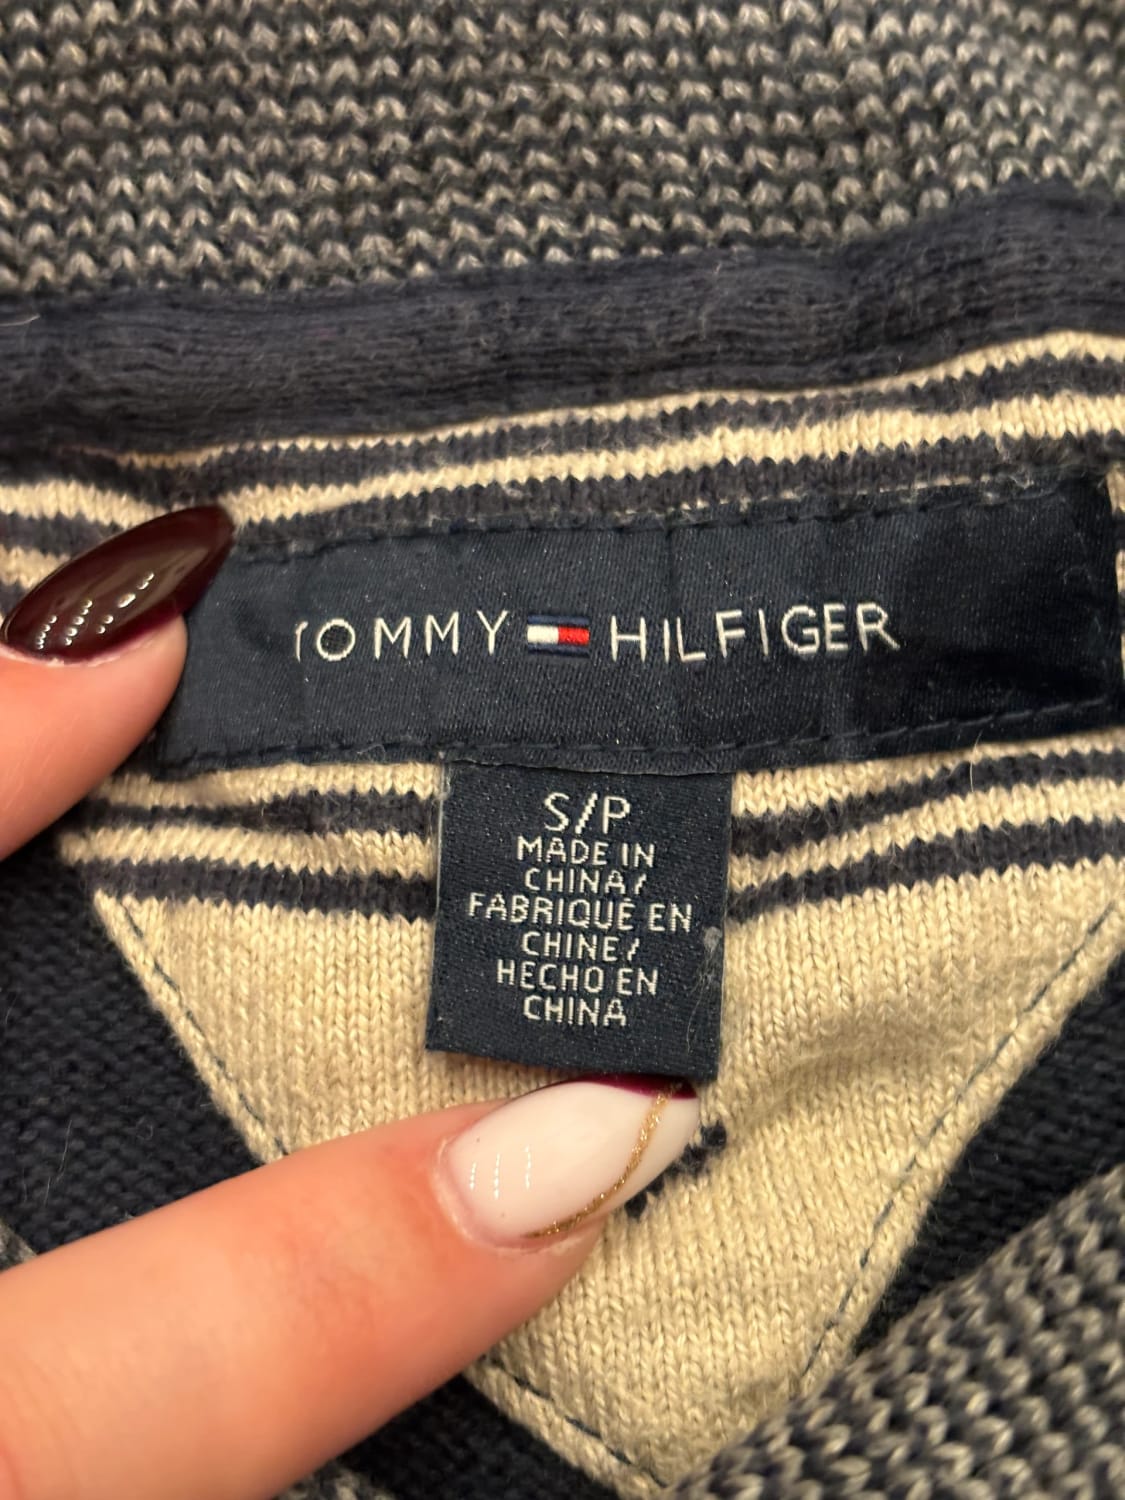 TOMMY HILFIGER
S/P
MADE IN
CHINA/
FABRIQUÉ EN
CHINE/
HECHO EN
CHINA